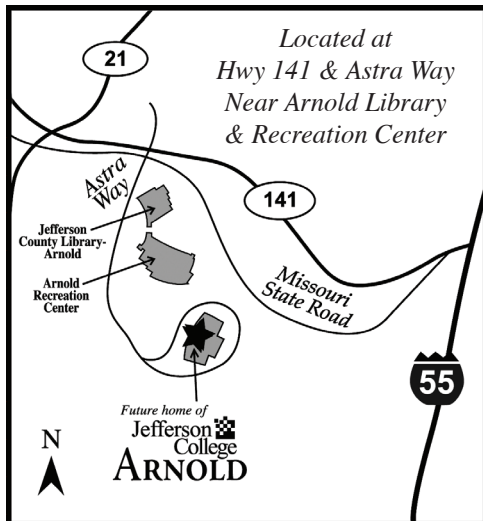 Located at
Hwy 141 & Astra Way
Near Arnold Library
& Recreation Center
21
Astra
Way
141
Jefferson
County Library-
Arnold
Arnold
Recreation
Center
Missouri
State Road
55
Future home of
Jefferson
College
ARNOLD
N